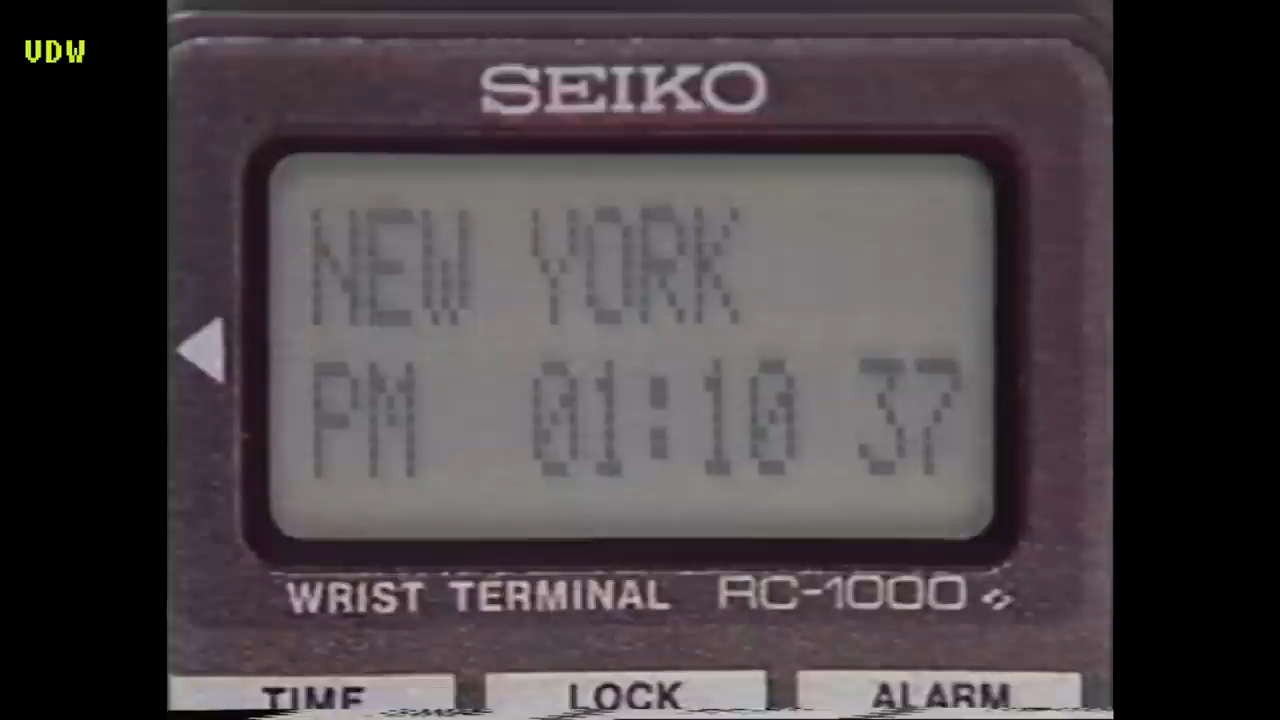 VDW
SEIKO
NEW YORK
PM 01:10 37
WRIST TERMINAL RC-1000
TIME LOCK ALARM